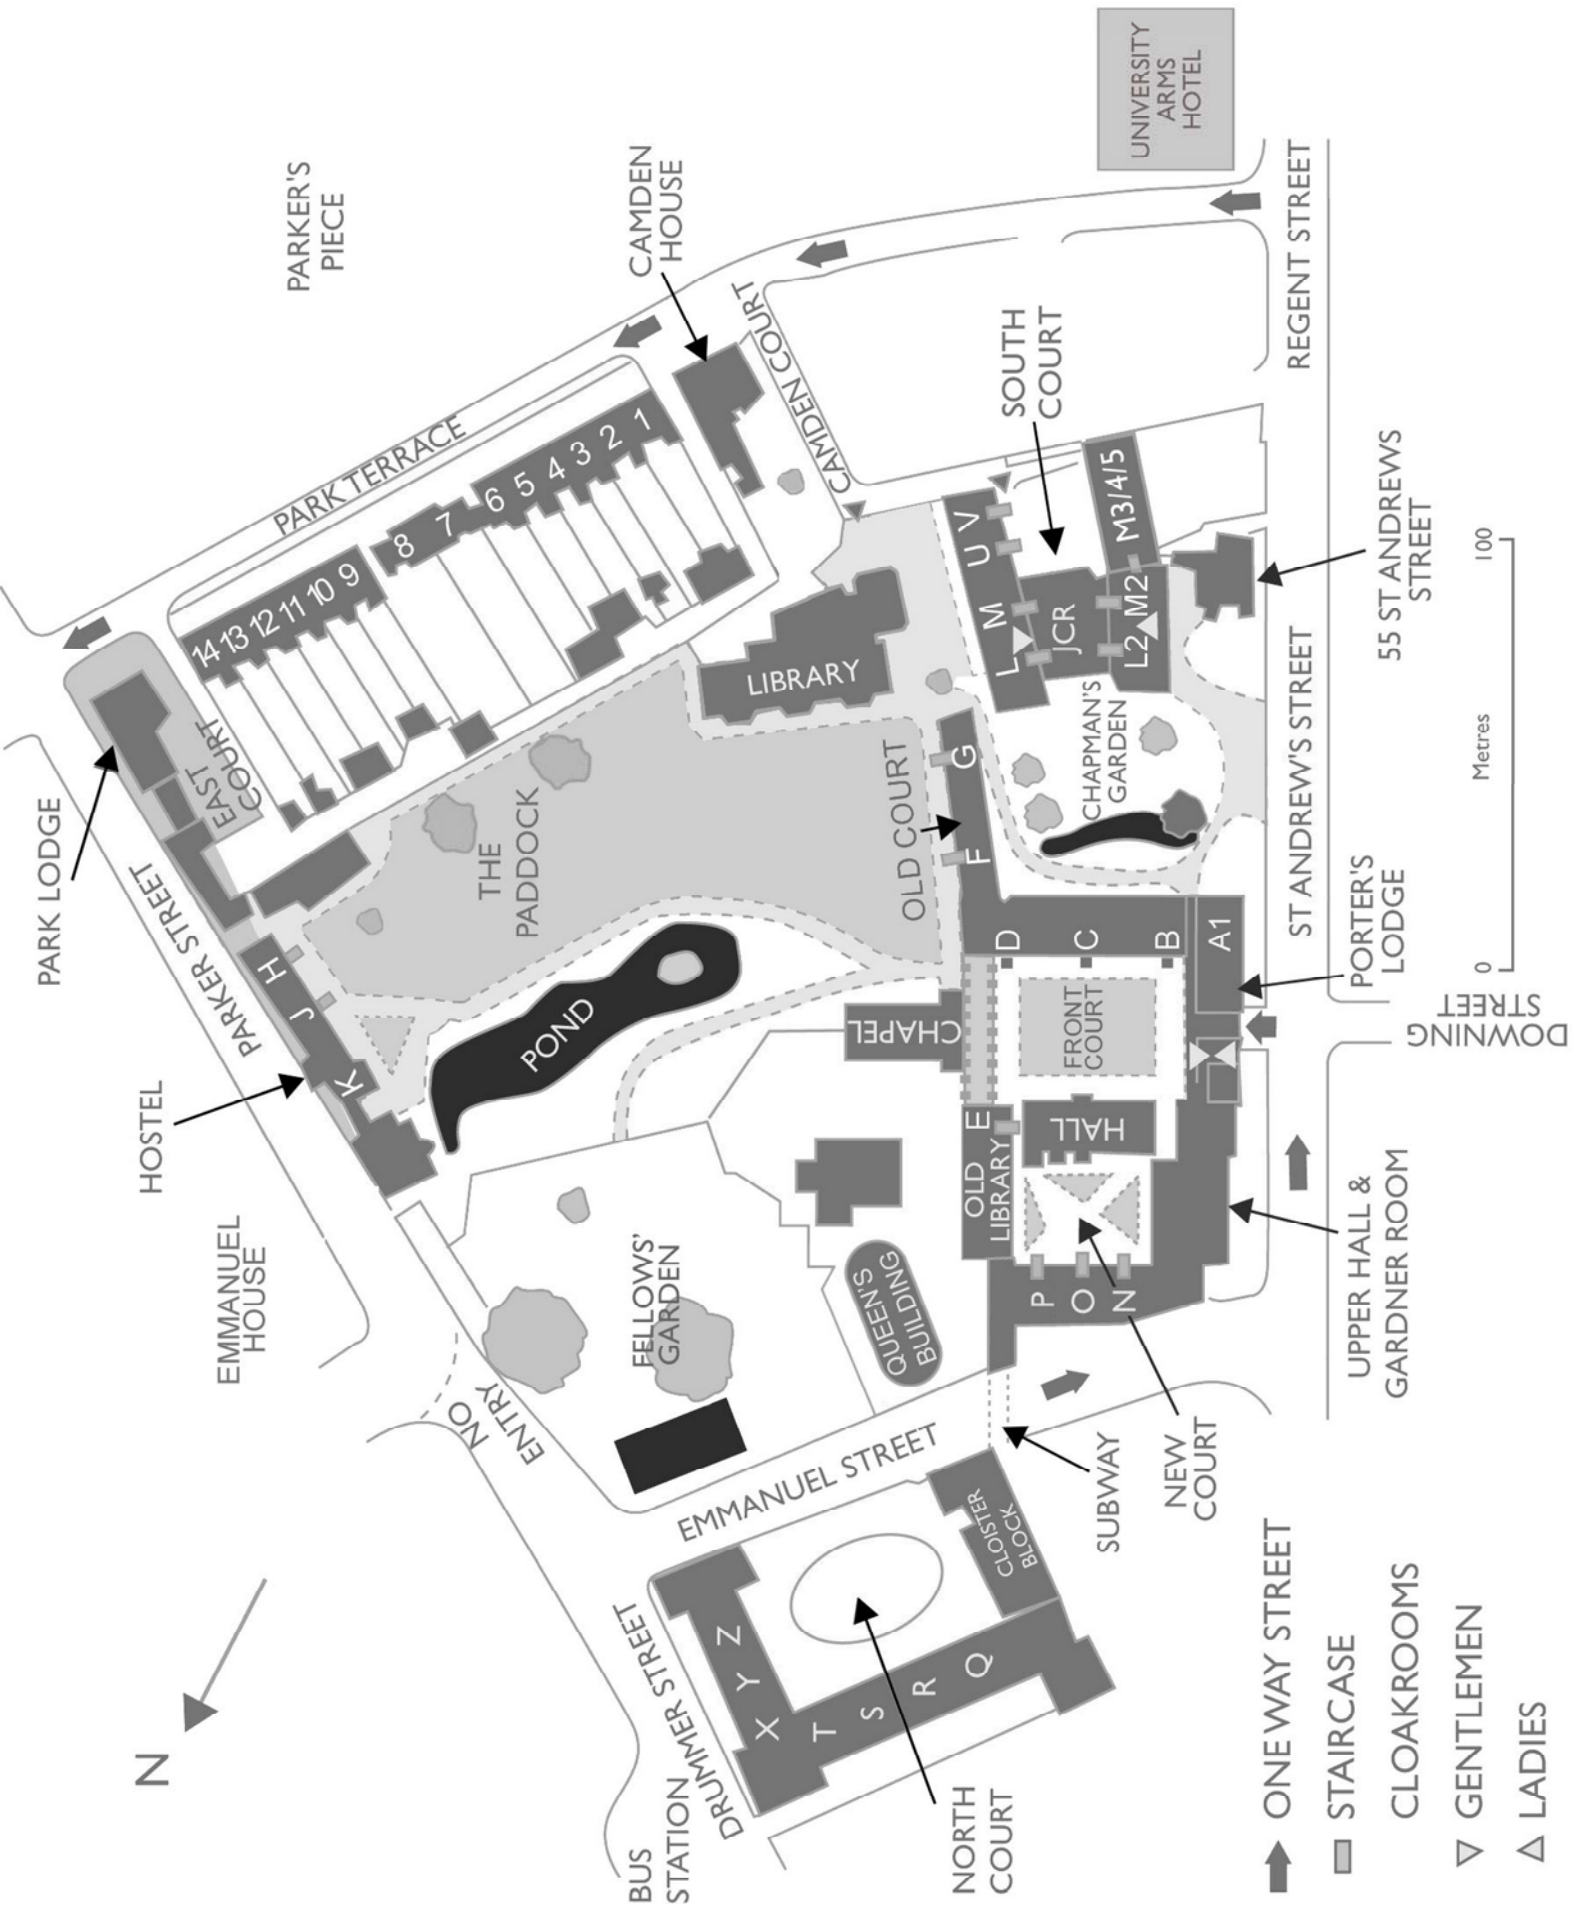 N
BUS
STATION
DRUMMER STREET
NORTH
COURT
X
Y
Z
T
S
R
Q
CLOISTER
BLOCK
EMMANUEL STREET
SUBWAY
NEW
COURT
NO
ENTRY
EMMANUEL
HOUSE
HOSTEL
FELLOWS'
GARDEN
QUEEN'S
BUILDING
P
O
N
OLD
LIBRARY
E
HALL
UPPER HALL &
GARDNER ROOM
DOWNING
STREET
CHAPEL
FRONT
COURT
D
C
B
A1
PORTER'S
LODGE
POND
K
J
H
PARKER STREET
PARK LODGE
EAST
COURT
THE
PADDOCK
OLD COURT
F
G
CHAPMAN'S
GARDEN
ST ANDREW'S STREET
55 ST ANDREWS
STREET
LIBRARY
L
M
U
V
JCR
L2
M2
M3/4/5
SOUTH
COURT
14
13
12
11
10
9
8
7
6
5
4
3
2
1
PARK TERRACE
CAMDEN COURT
CAMDEN
HOUSE
PARKER'S
PIECE
REGENT STREET
UNIVERSITY
ARMS
HOTEL
0
Metres
100
ONE WAY STREET
STAIRCASE
CLOAKROOMS
GENTLEMEN
LADIES